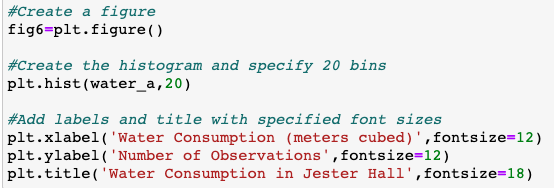 #Create a figure
fig6=plt.figure()
#Create the histogram and specify 20 bins
plt.hist(water_a,20)
#Add labels and title with specified font sizes
plt.xlabel('Water Consumption (meters cubed)',fontsize=12)
plt.ylabel('Number of Observations',fontsize=12)
plt.title('Water Consumption in Jester Hall',fontsize=18)